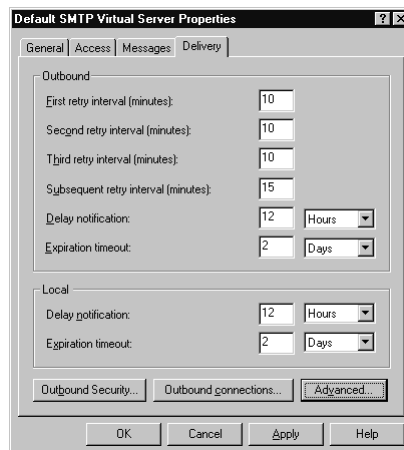 Default SMTP Virtual Server Properties
General Access Messages Delivery
Outbound
First retry interval (minutes): 10
Second retry interval (minutes): 10
Third retry interval (minutes): 10
Subsequent retry interval (minutes): 15
Delay notification: 12 Hours
Expiration timeout: 2 Days
Local
Delay notification: 12 Hours
Expiration timeout: 2 Days
Outbound Security... Outbound connections... Advanced...
OK Cancel Apply Help